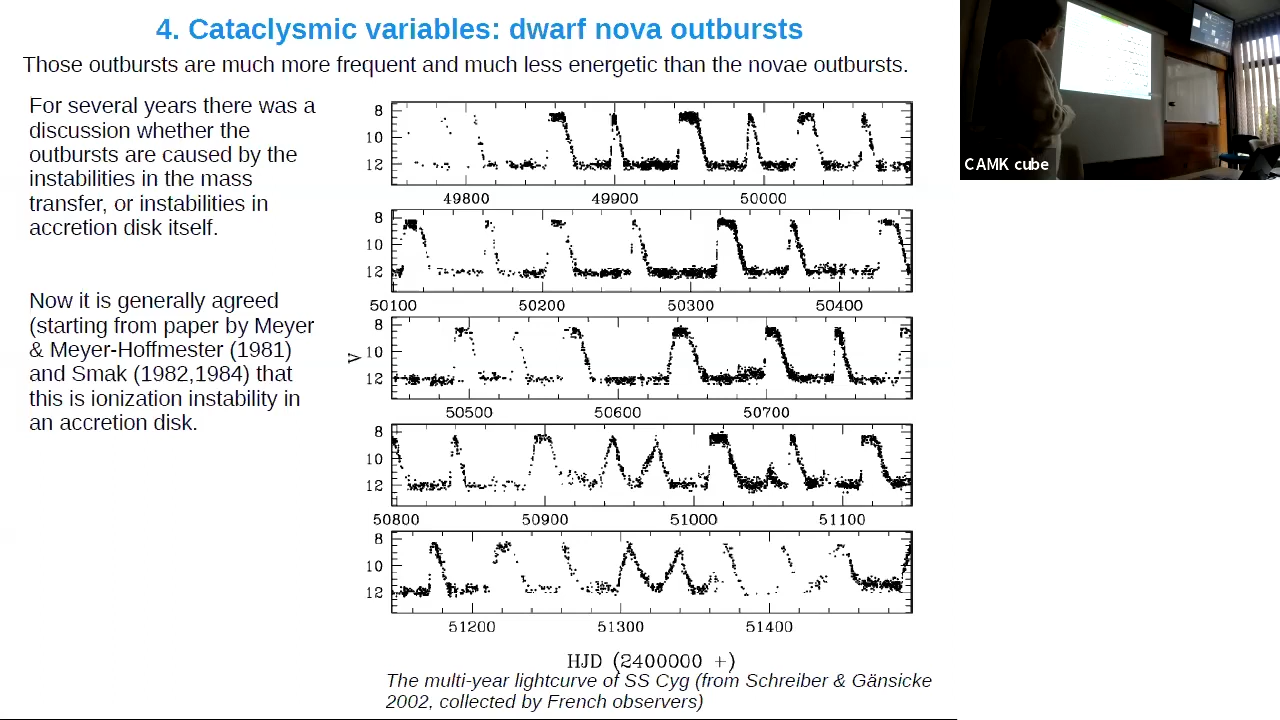 4. Cataclysmic variables: dwarf nova outbursts
Those outbursts are much more frequent and much less energetic than the novae outbursts.
For several years there was a
discussion whether the
outbursts are caused by the
instabilities in the mass
transfer, or instabilities in
accretion disk itself.
Now it is generally agreed
(starting from paper by Meyer
& Meyer-Hoffmester (1981)
and Smak (1982,1984) that
this is ionization instability in
an accretion disk.
8
10
12
49800 49900 50000
8
10
12
50100 50200 50300 50400
8
10
12
50500 50600 50700
V
8
10
12
50800 50900 51000 51100
8
10
12
51200 51300 51400
HJD (2400000 +)
The multi-year lightcurve of SS Cyg (from Schreiber & Gänsicke
2002, collected by French observers)
CAMK cube